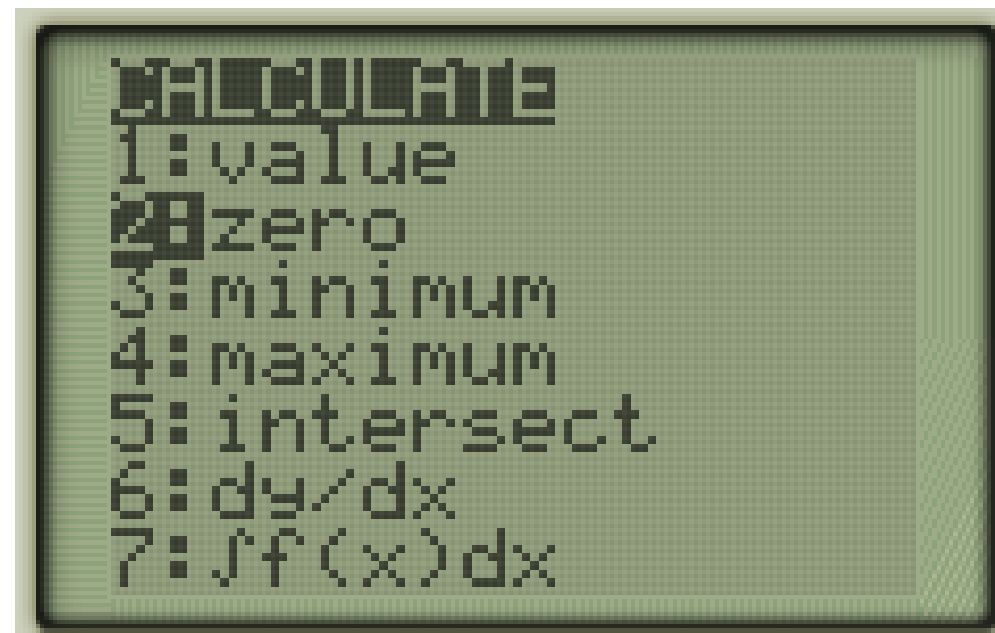 CALCULATE
1:value
2:zero
3:minimum
4:maximum
5:intersect
6:dy/dx
7:∫f(x)dx